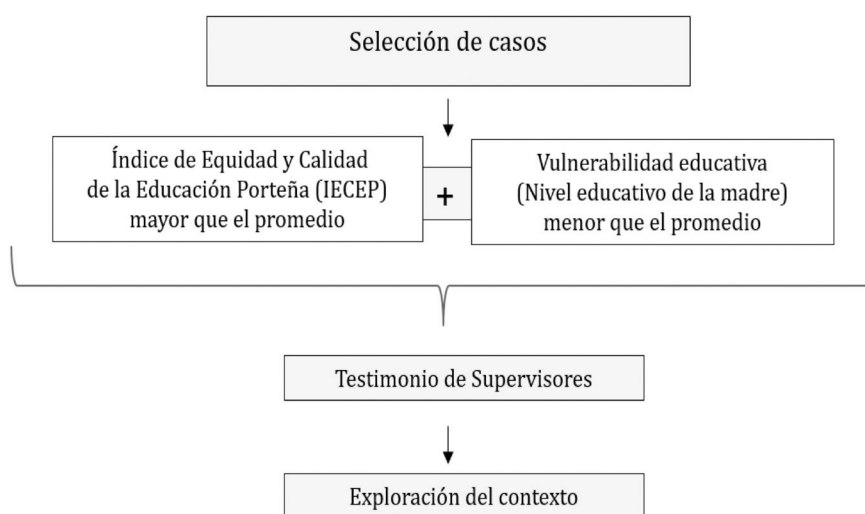 Selección de casos
Índice de Equidad y Calidad
de la Educación Porteña (IECEP)
mayor que el promedio
+
Vulnerabilidad educativa
(Nivel educativo de la madre)
menor que el promedio
Testimonio de Supervisores
Exploración del contexto